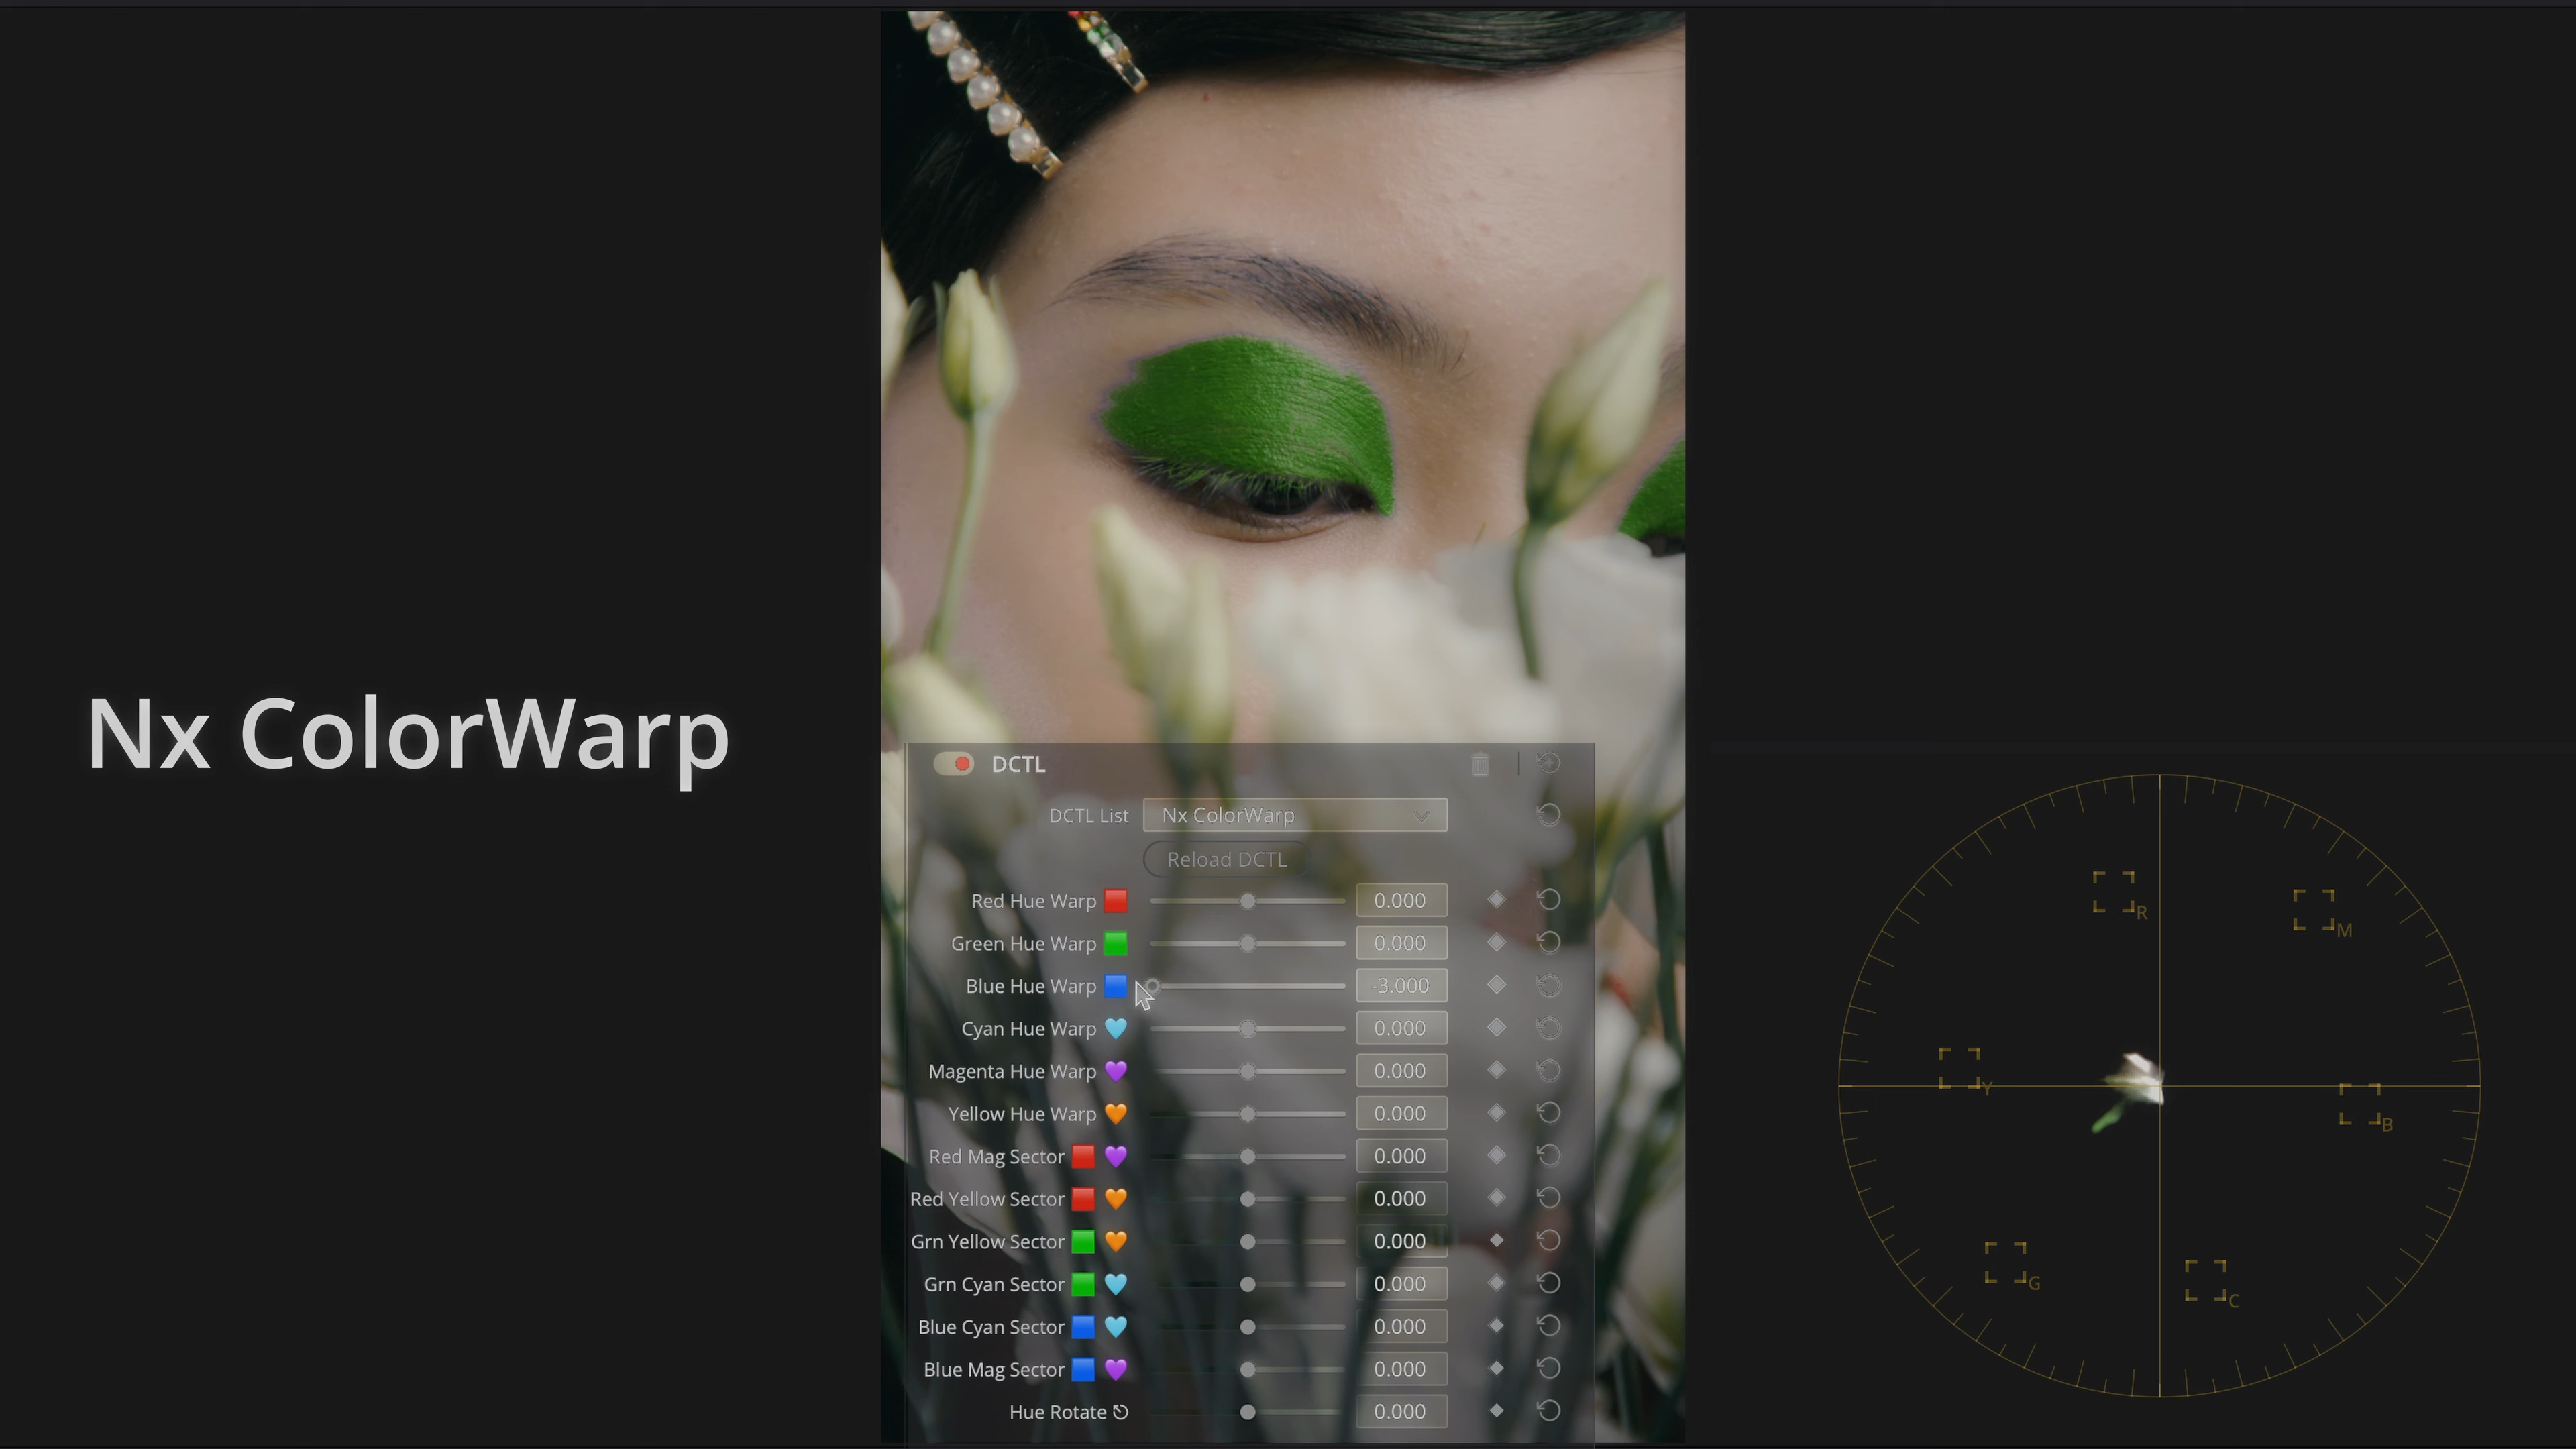 Nx ColorWarp
DCTL
DCTL List Nx ColorWarp
Reload DCTL
Red Hue Warp 🟥 0.000
Green Hue Warp 🟩 0.000
Blue Hue Warp 🟦 -3.000
Cyan Hue Warp 🩵 0.000
Magenta Hue Warp 💜 0.000
Yellow Hue Warp 🧡 0.000
Red Mag Sector 🟥 💜 0.000
Red Yellow Sector 🟥 🧡 0.000
Grn Yellow Sector 🟩 🧡 0.000
Grn Cyan Sector 🟩 🩵 0.000
Blue Cyan Sector 🟦 🩵 0.000
Blue Mag Sector 🟦 💜 0.000
Hue Rotate 0.000
R
M
Y
B
G
C